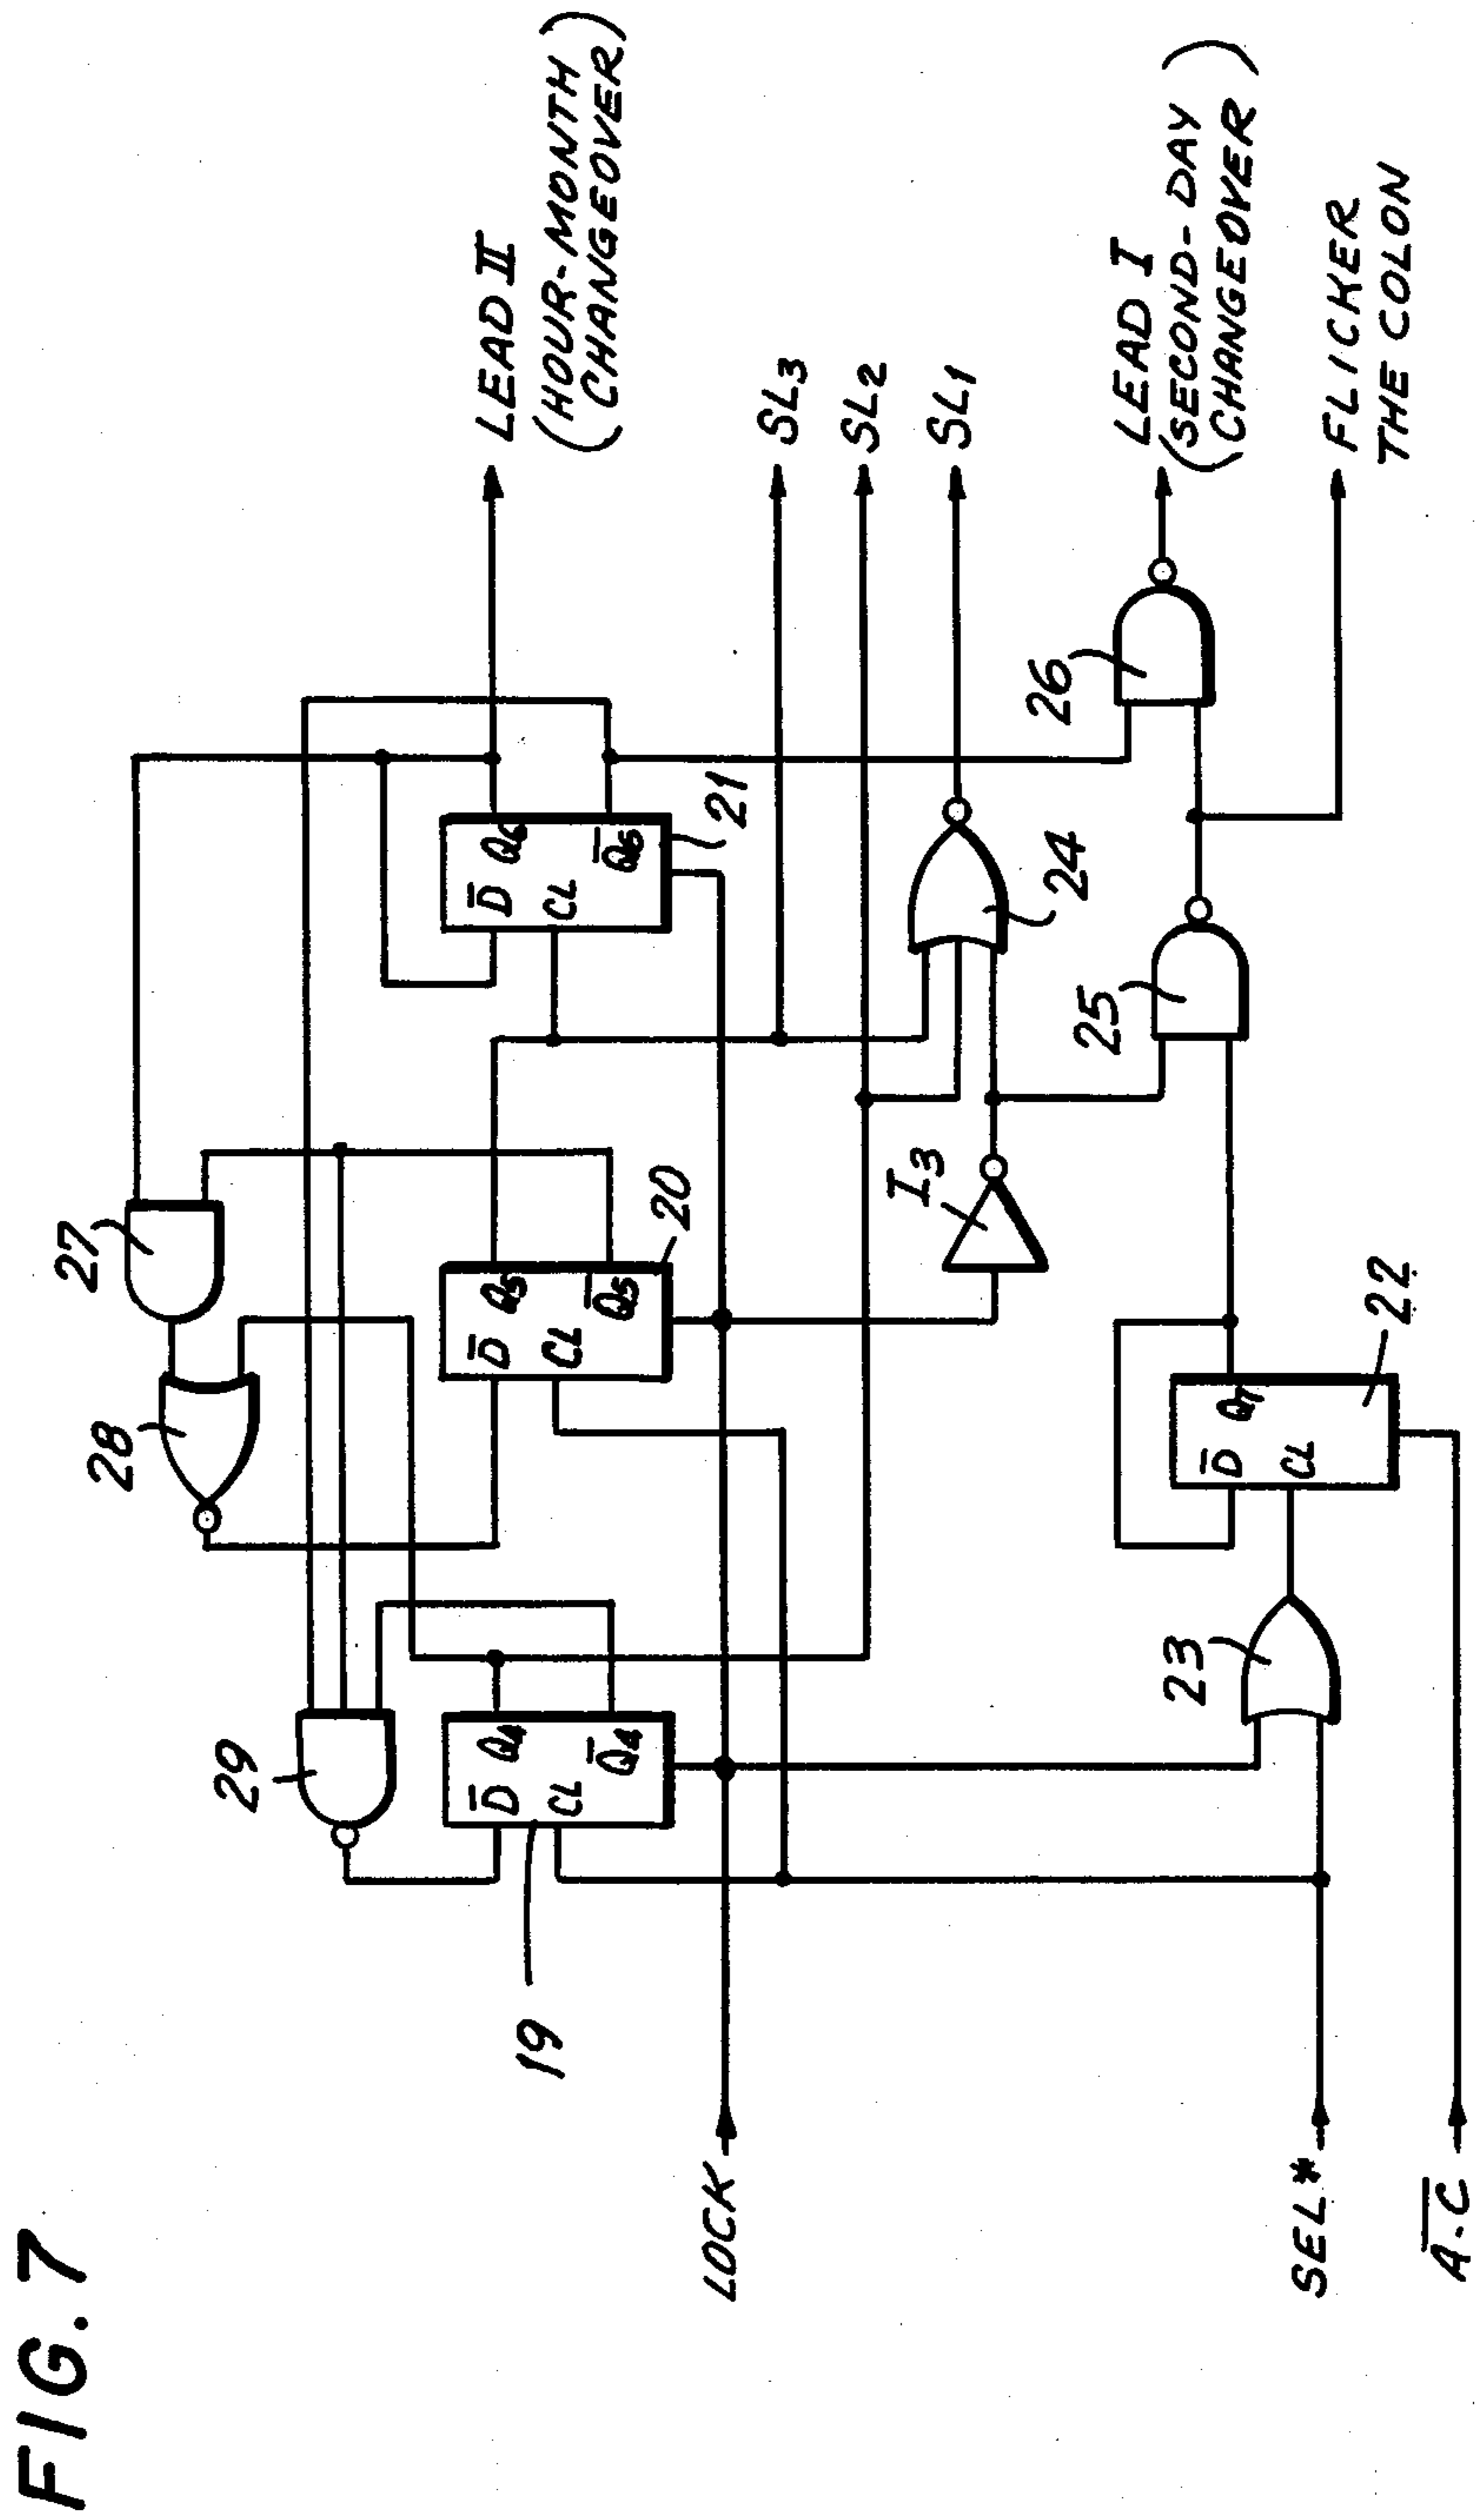 FIG. 7
27
28
29
LEAD II
(HOUR-MONTH
CHANGEOVER)
D̅ Q4
CL
Q̅4
19
D̅ Q5
CL
Q̅5
20
D̅ Q6
CL
Q̅6
21
LOCK
SL3
SL2
SL1
I3
24
26
LEAD I
(SECOND-DAY
CHANGEOVER)
25
23
D̅ Q7
CL
22
SEL*
FLICKER
THE COLON
A̅.̅C̅